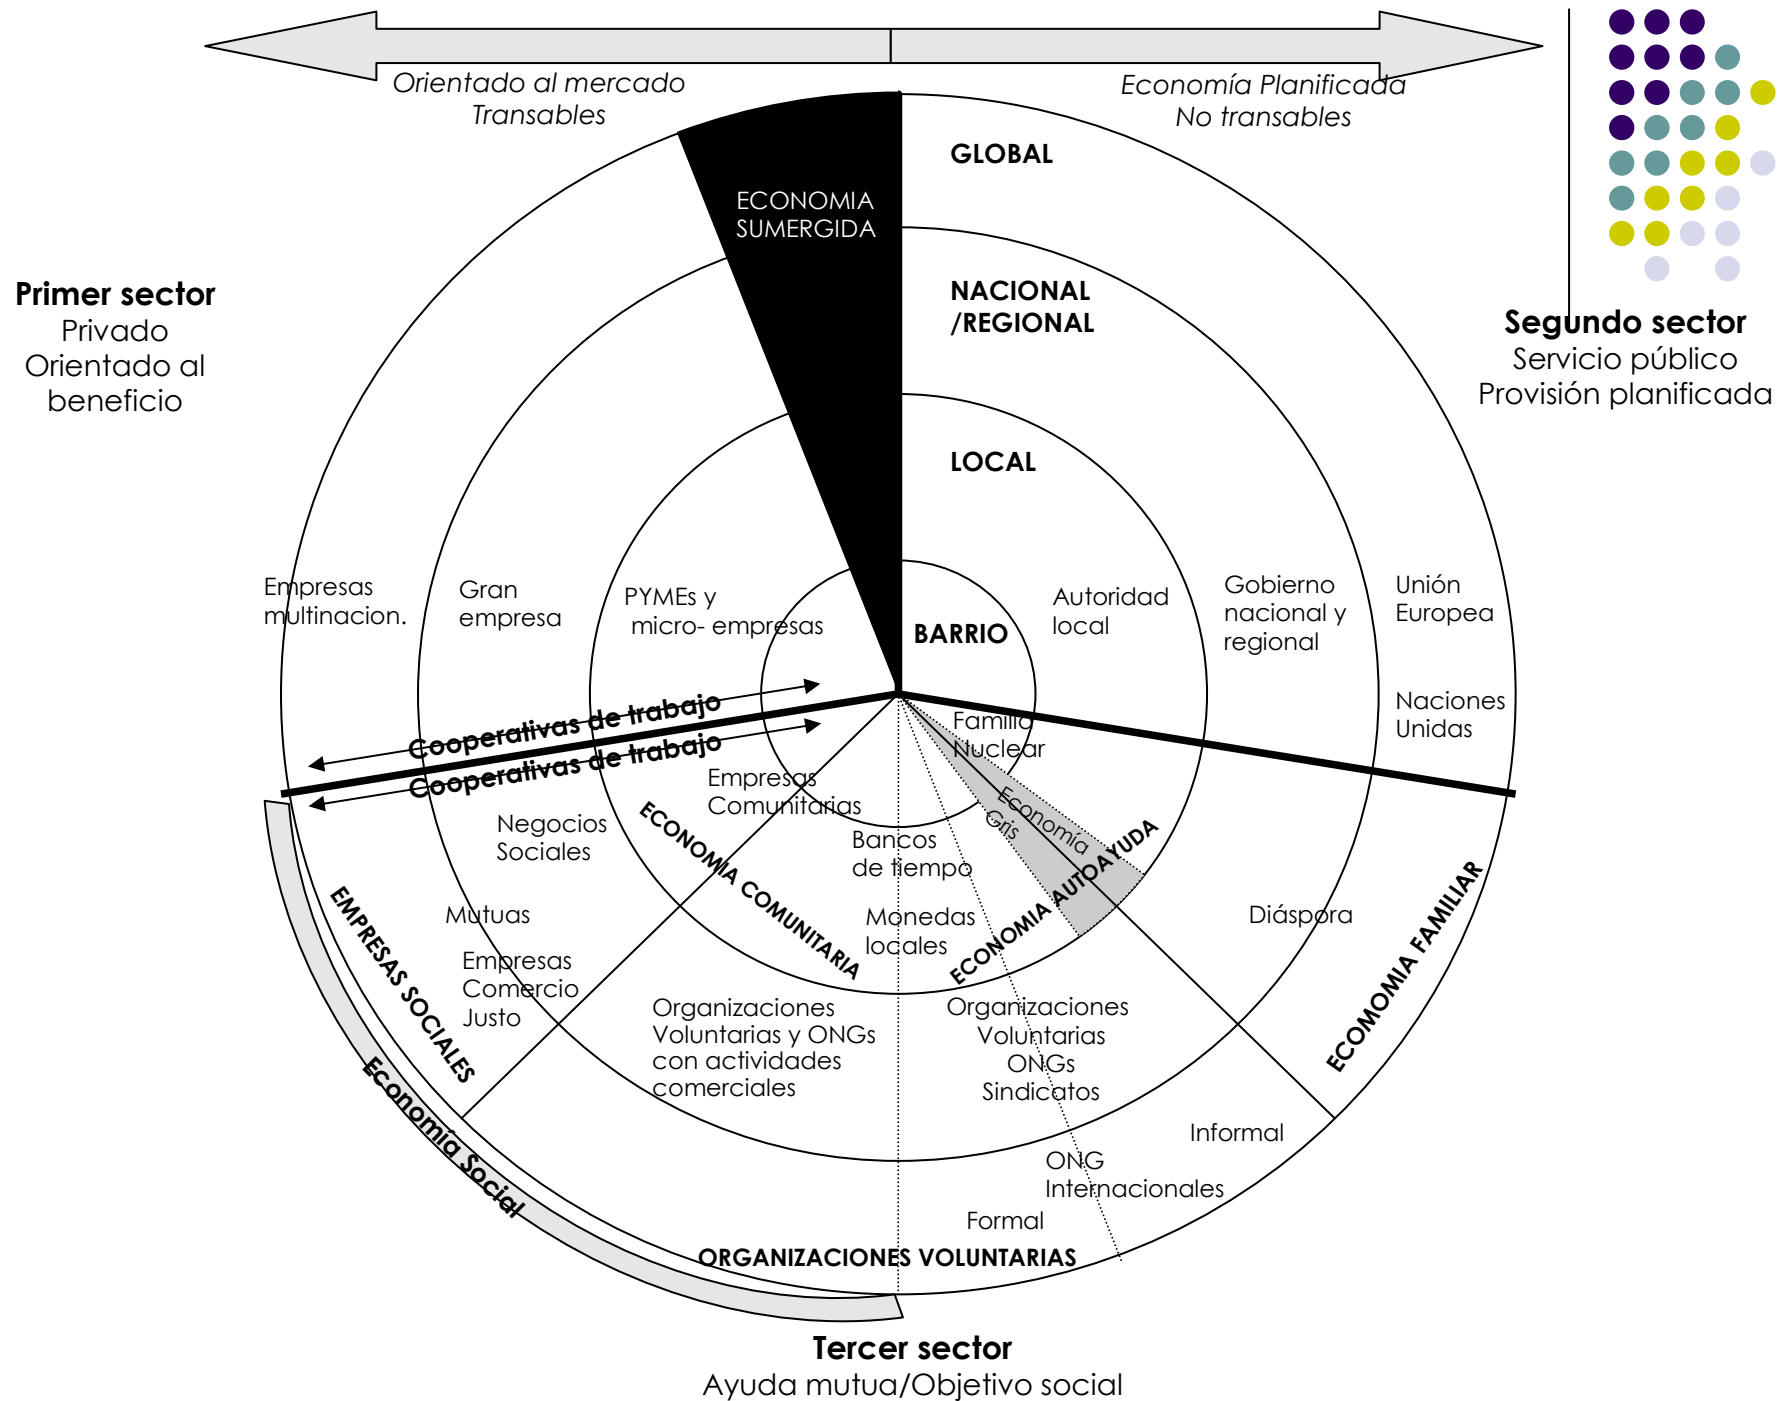 Orientado al mercado
Transables
Economía Planificada
No transables
GLOBAL
ECONOMIA
SUMERGIDA
NACIONAL
/REGIONAL
Primer sector
Privado
Orientado al
beneficio
Segundo sector
Servicio público
Provisión planificada
LOCAL
Empresas
multinacion.
Gran
empresa
PYMEs y
micro- empresas
BARRIO
Autoridad
local
Gobierno
nacional y
regional
Unión
Europea
Naciones
Unidas
Cooperativas de trabajo
Cooperativas de trabajo
Familia
Nuclear
Empresas
Comunitarias
Economía
Gris
Negocios
Sociales
Bancos
de tiempo
ECONOMIA COMUNITARIA
ECONOMIA AUTOAYUDA
Mutuas
Monedas
locales
Diáspora
EMPRESAS SOCIALES
Empresas
Comercio
Justo
ECOMOMIA FAMILIAR
Organizaciones
Voluntarias y ONGs
con actividades
comerciales
Organizaciones
Voluntarias
ONGs
Sindicatos
Economía Social
Informal
ONG
Internacionales
Formal
ORGANIZACIONES VOLUNTARIAS
Tercer sector
Ayuda mutua/Objetivo social